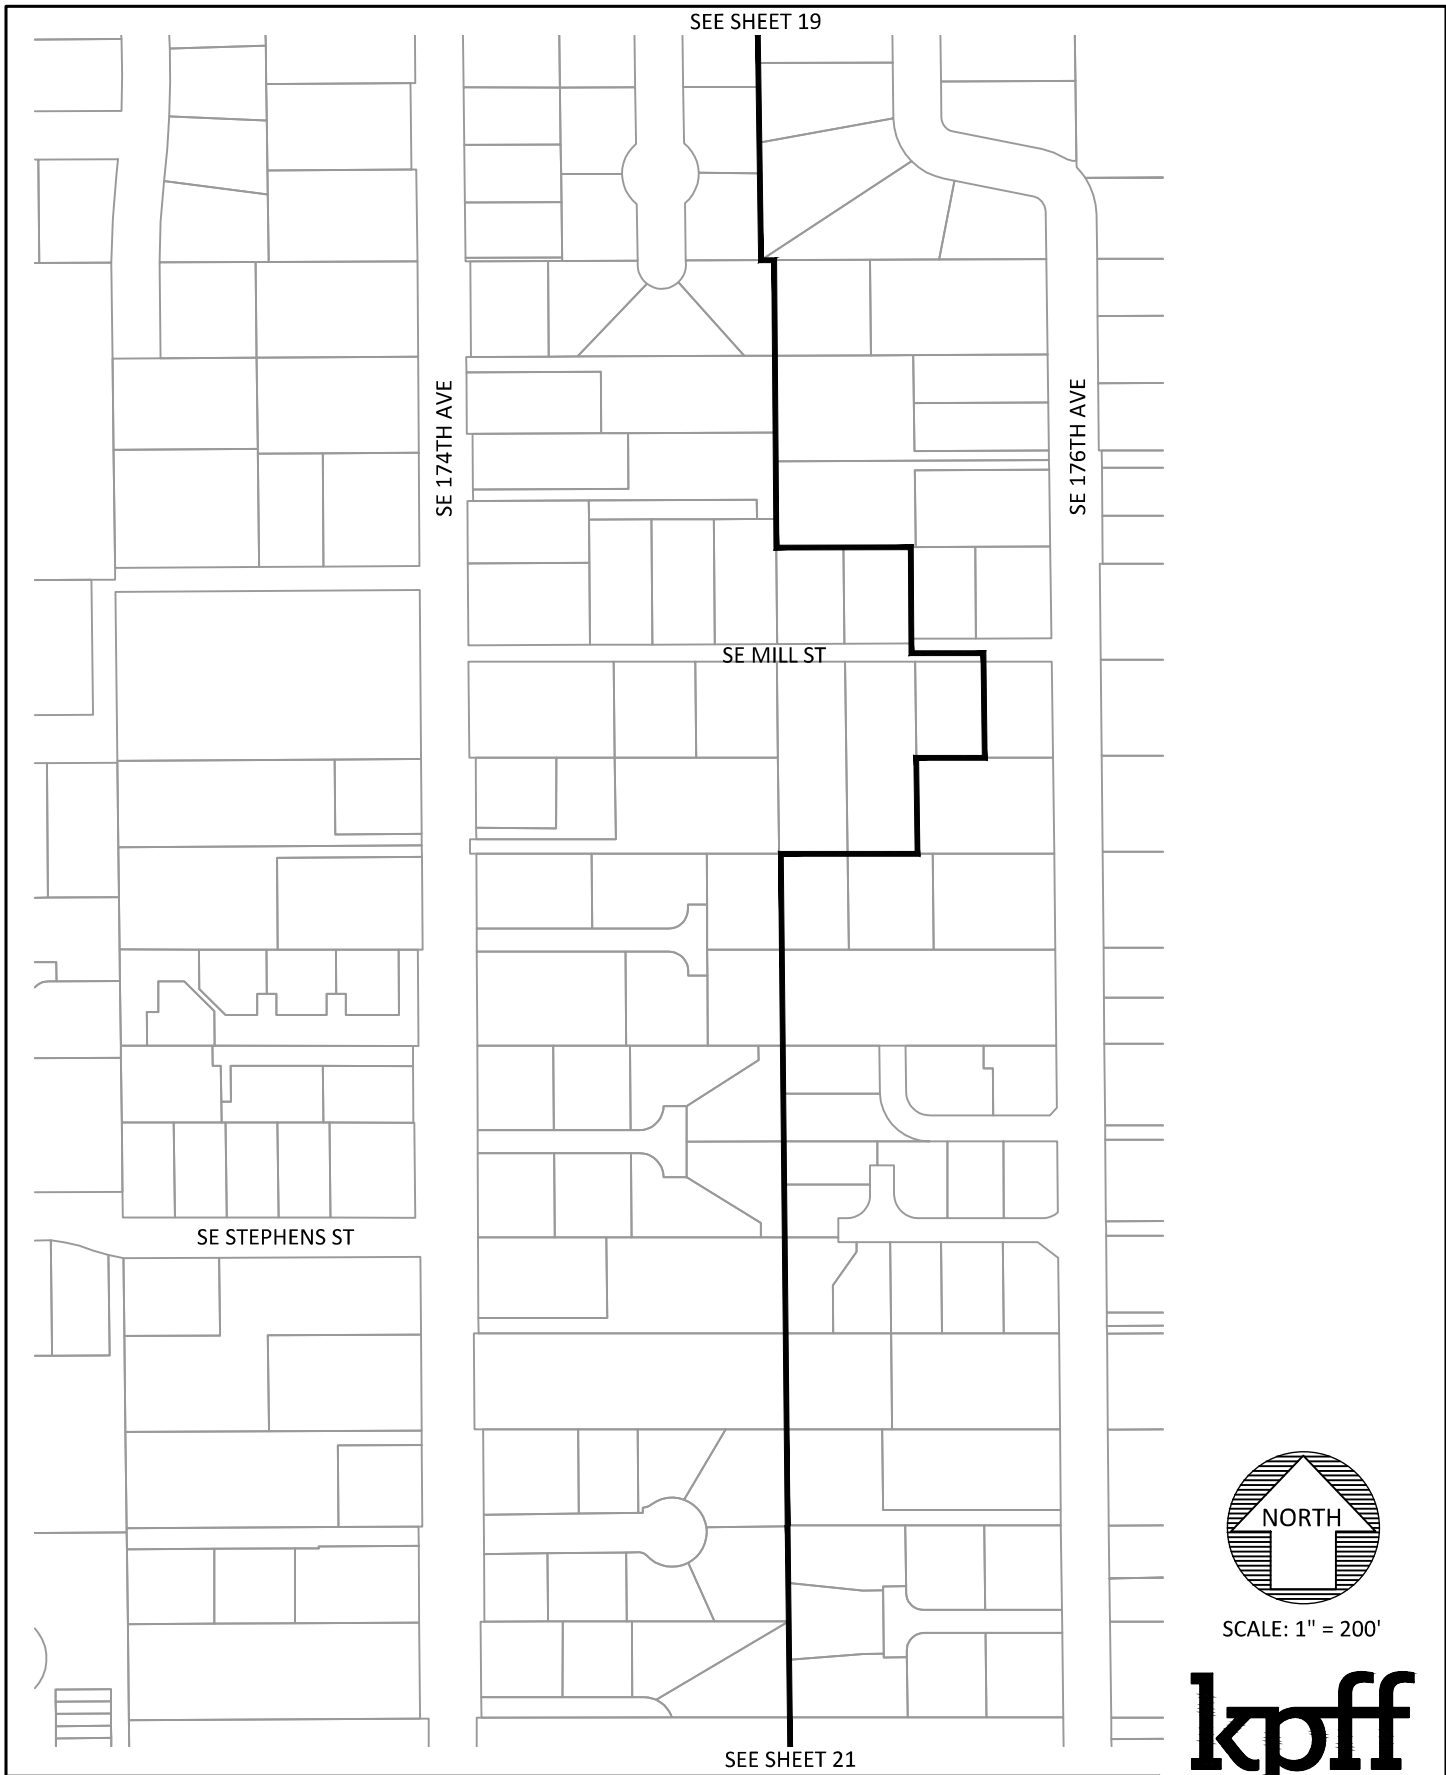 SEE SHEET 19
SE 174TH AVE
SE 176TH AVE
SE MILL ST
SE STEPHENS ST
NORTH
SCALE: 1" = 200'
kpff
SEE SHEET 21